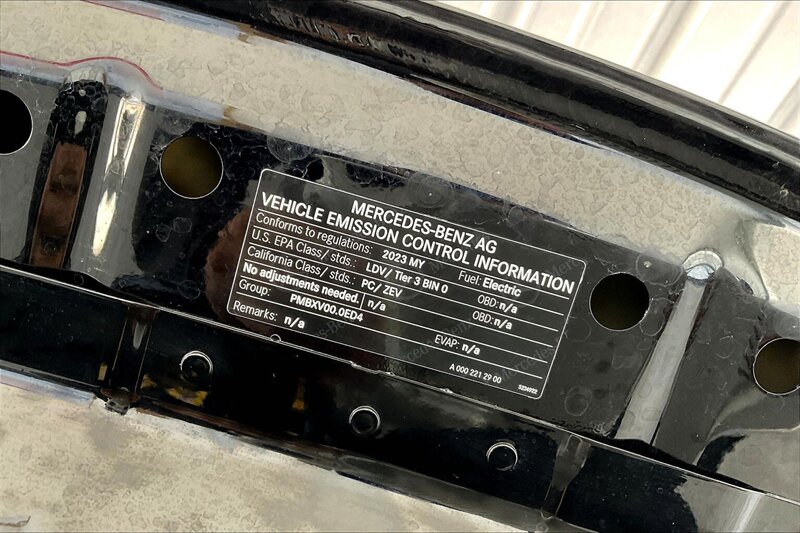 MERCEDES-BENZ AG
VEHICLE EMISSION CONTROL INFORMATION
Conforms to regulations: 2023 MY Fuel: Electric
U.S. EPA Class/ stds.: LDV/ Tier 3 BIN 0 OBD: n/a
California Class/ stds.: PC/ ZEV OBD: n/a
No adjustments needed. n/a
Group: PMBXV00.0ED4 EVAP: n/a
Remarks: n/a
A 000 221 29 00